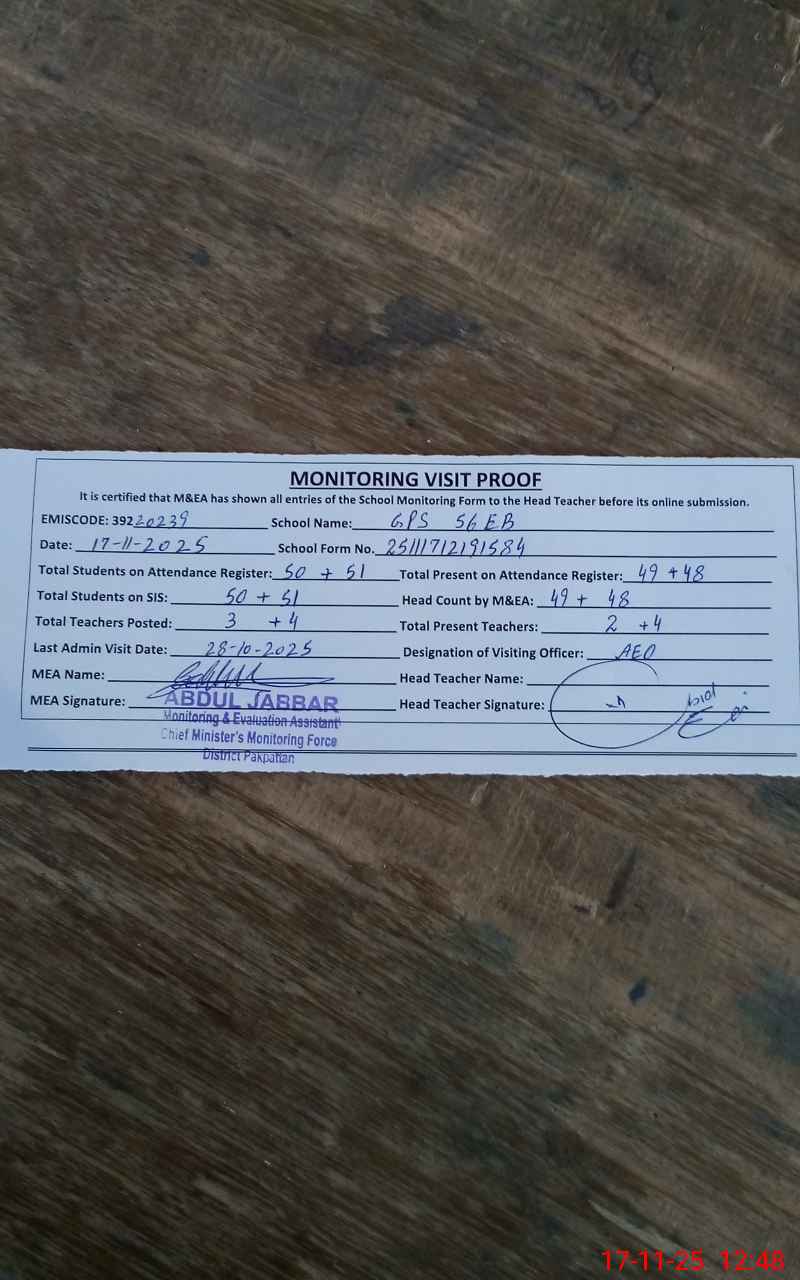 MONITORING VISIT PROOF
It is certified that M&EA has shown all entries of the School Monitoring Form to the Head Teacher before its online submission.
EMISCODE: 39220239 School Name: GPS 56 EB
Date: 17-11-2025 School Form No. 25111712191584
Total Students on Attendance Register: 50 + 51 Total Present on Attendance Register: 49 + 48
Total Students on SIS: 50 + 51 Head Count by M&EA: 49 + 48
Total Teachers Posted: 3 + 4 Total Present Teachers: 2 + 4
Last Admin Visit Date: 28-10-2025 Designation of Visiting Officer: AEO
MEA Name: Head Teacher Name:
MEA Signature: ABDUL JABBAR Head Teacher Signature:
Monitoring & Evaluation Assistant
Chief Minister's Monitoring Force
District Pakpattan
17-11-25 12:48